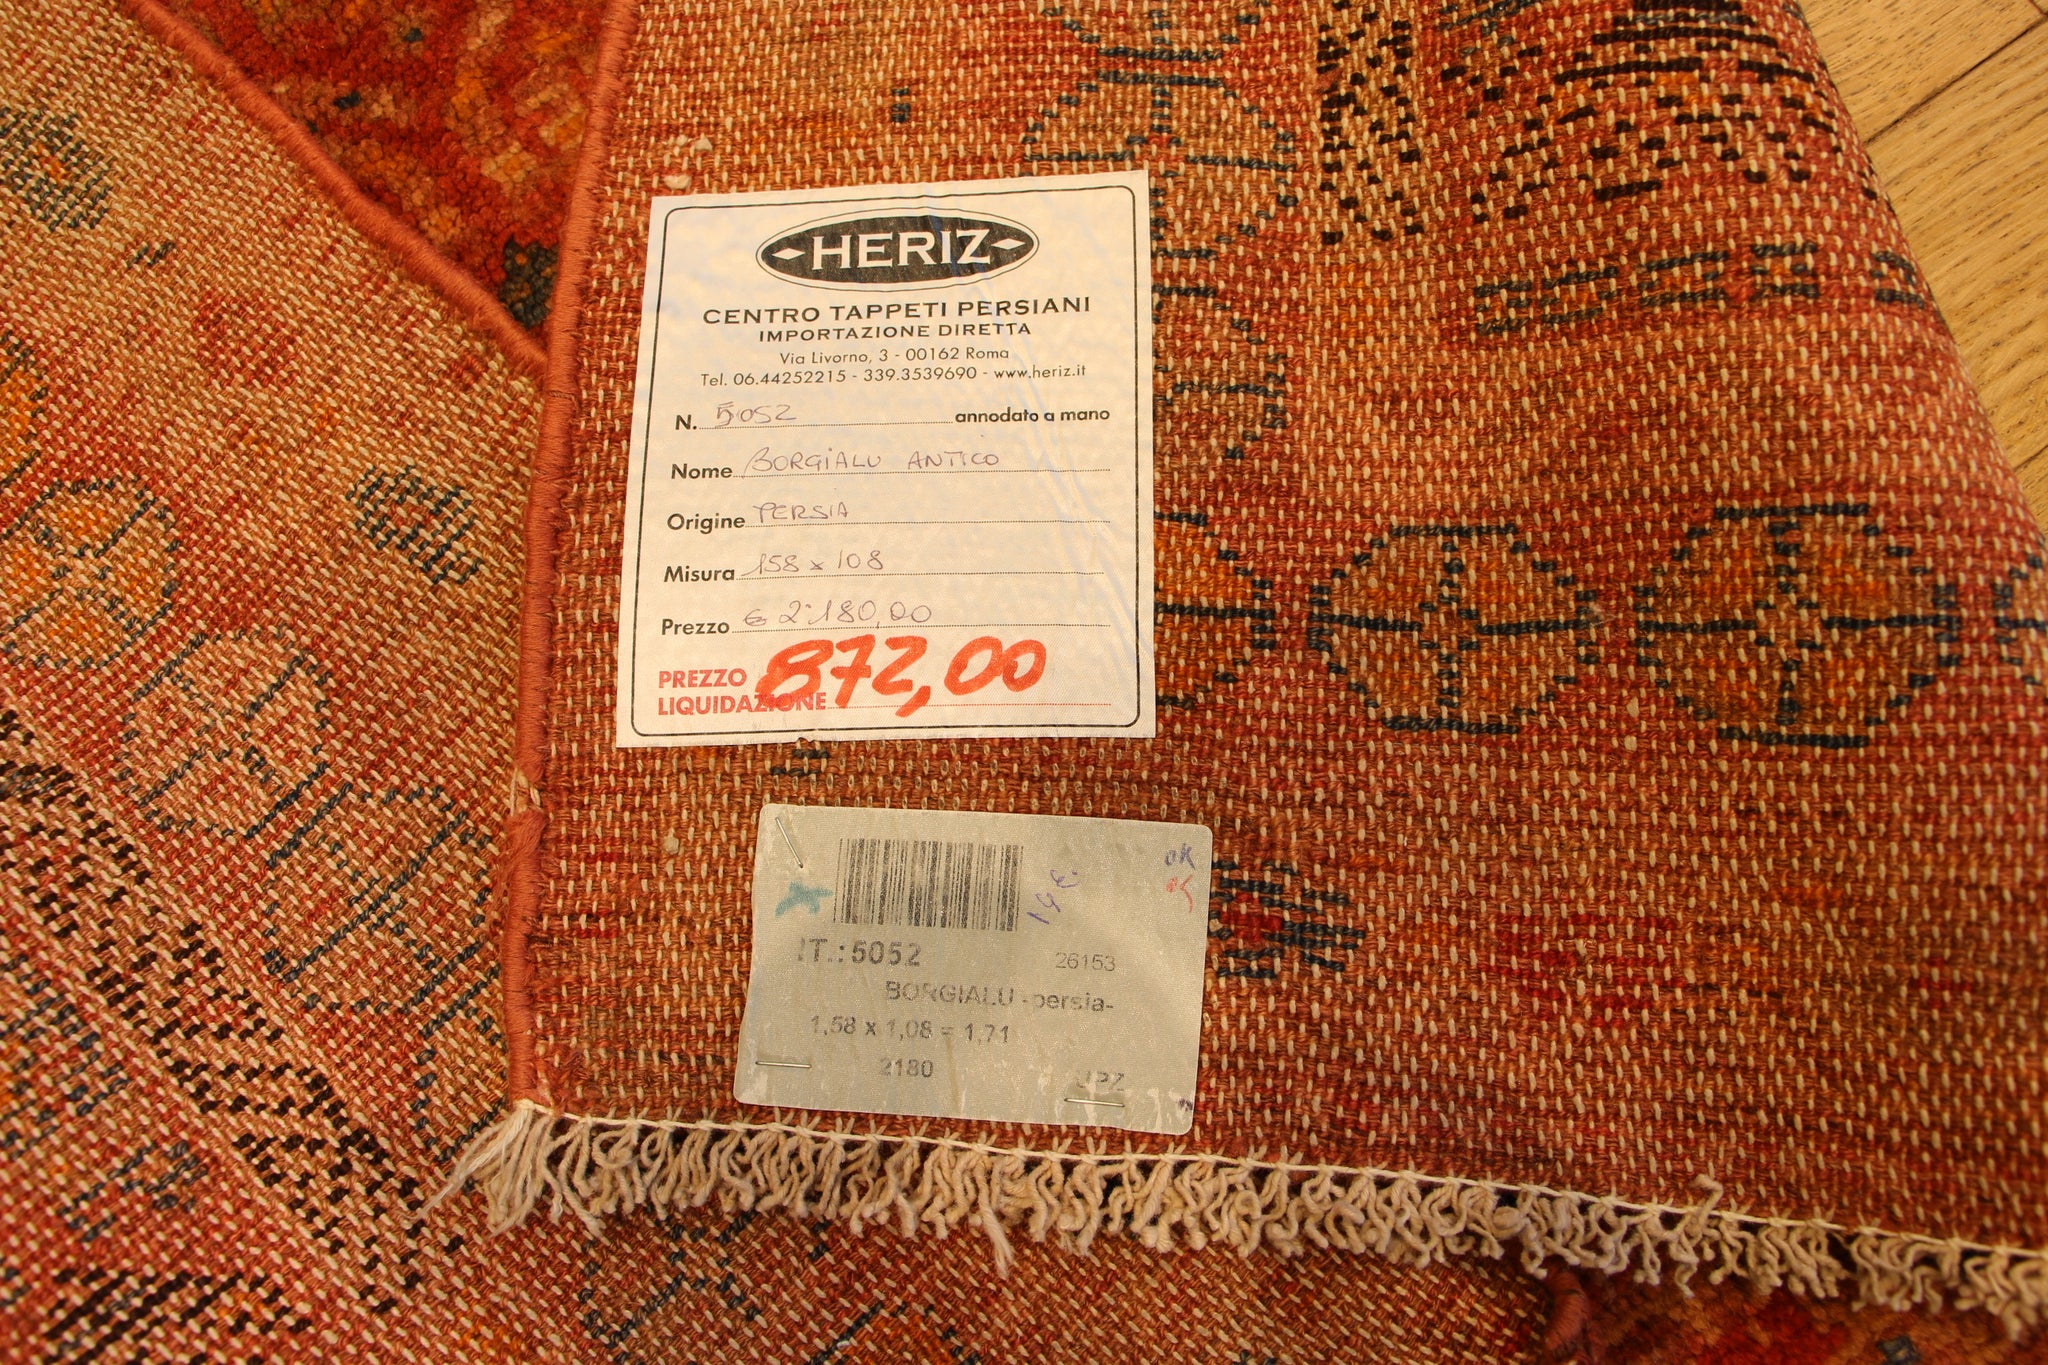 HERIZ
CENTRO TAPPETI PERSIANI
IMPORTAZIONE DIRETTA
Via Livorno, 3 - 00162 Roma
Tel. 06.44252215 - 339.3539690 - www.heriz.it
N. 5052 annodato a mano
Nome BORGIALU ANTICO
Origine PERSIA
Misura 158 x 108
Prezzo € 2.180,00
PREZZO LIQUIDAZIONE 872,00
OK
IT.:5052 26153
BORGIALU -persia-
1,58 x 1,08 = 1,71
2180 UPZ